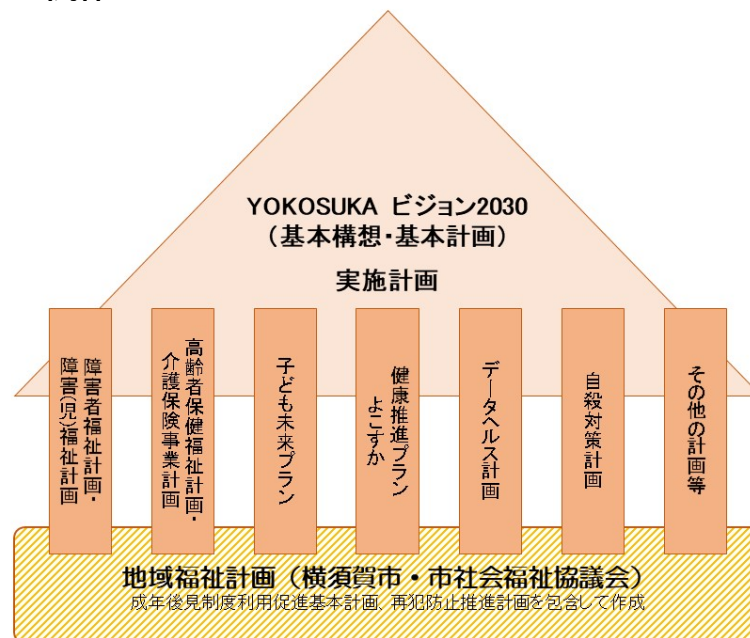 YOKOSUKA ビジョン2030
（基本構想・基本計画）
実施計画
障害者福祉計画・
障害(児)福祉計画
高齢者保健福祉計画・
介護保険事業計画
子ども未来プラン
健康推進プラン
よこすか
データヘルス計画
自殺対策計画
その他の計画等
地域福祉計画（横須賀市・市社会福祉協議会）
成年後見制度利用促進基本計画、再犯防止推進計画を包含して作成